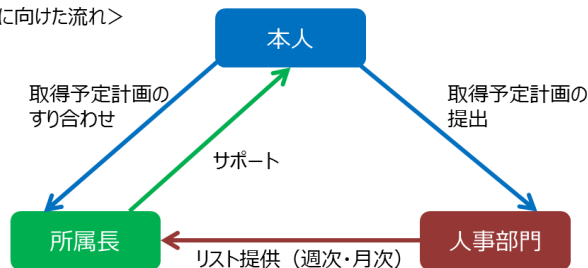 に向けた流れ＞
本人
取得予定計画の
すり合わせ
取得予定計画の
提出
サポート
所属長
人事部門
リスト提供（週次・月次）